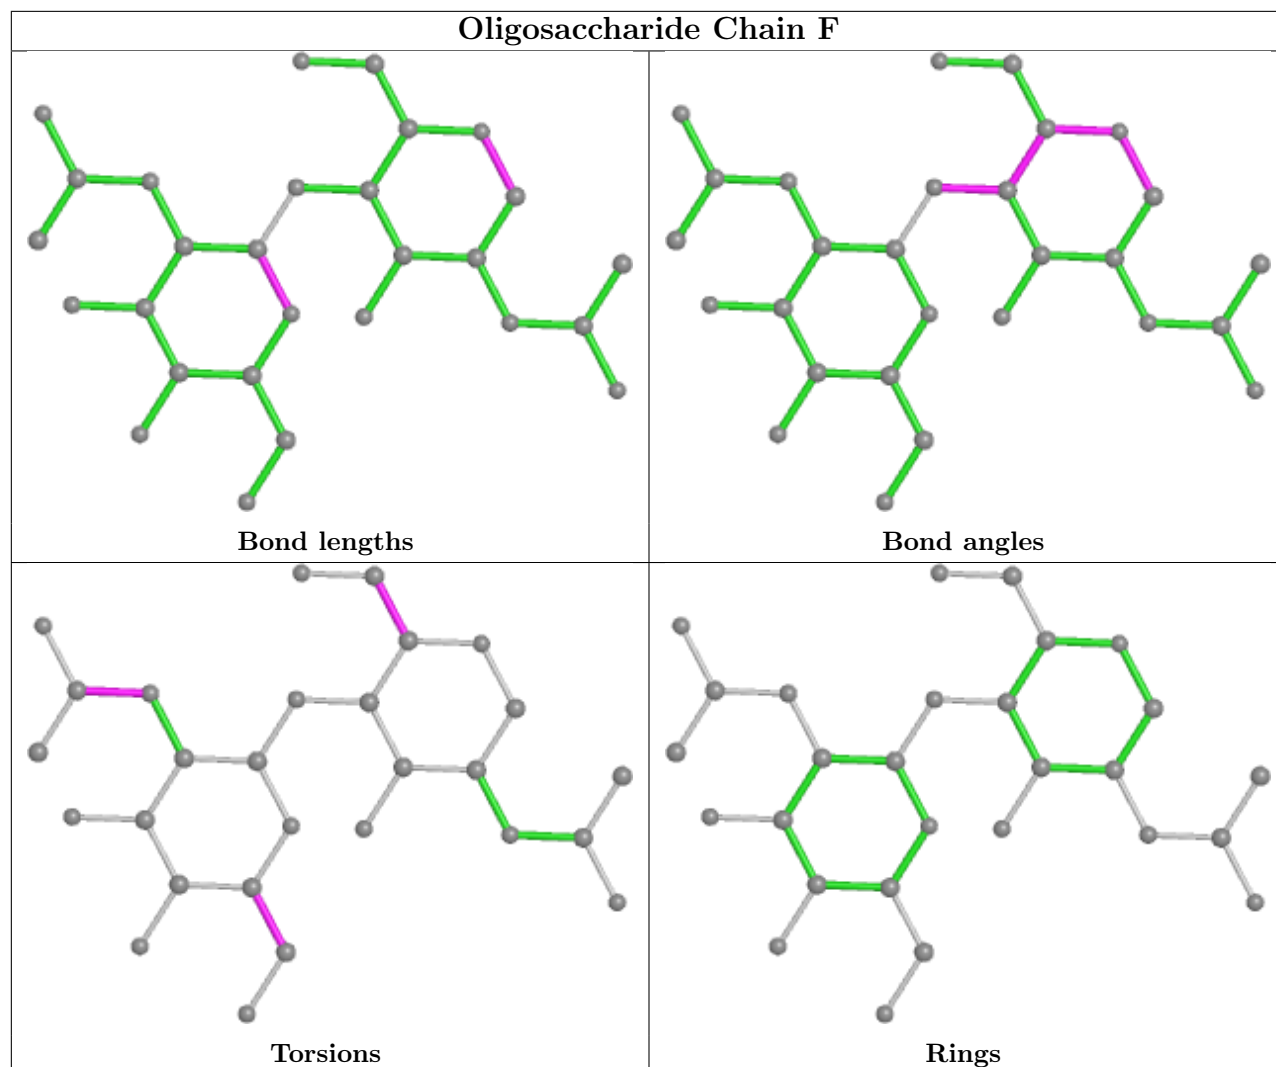 Oligosaccharide Chain F
Bond lengths
Bond angles
Torsions
Rings